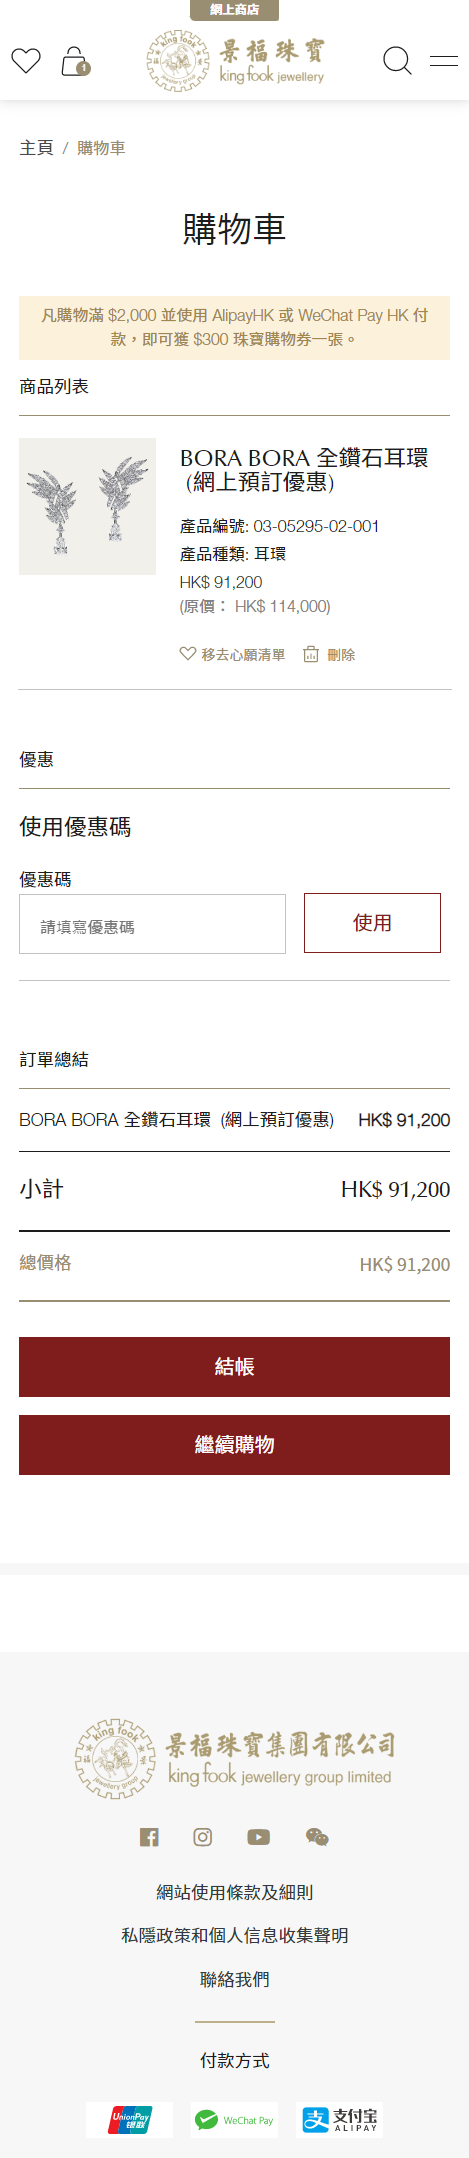 網上商店
1
king fook
景福珠寶
king fook jewellery
主頁 / 購物車
購物車
凡購物滿 $2,000 並使用 AlipayHK 或 WeChat Pay HK 付
款，即可獲 $300 珠寶購物券一張。
商品列表
BORA BORA 全鑽石耳環
(網上預訂優惠)
產品編號: 03-05295-02-001
產品種類: 耳環
HK$ 91,200
(原價： HK$ 114,000)
移去心願清單 刪除
優惠
使用優惠碼
優惠碼
請填寫優惠碼 使用
訂單總結
BORA BORA 全鑽石耳環 (網上預訂優惠) HK$ 91,200
小計 HK$ 91,200
總價格 HK$ 91,200
結帳
繼續購物
king fook
jewellery group
景福珠寶集團有限公司
king fook jewellery group limited
網站使用條款及細則
私隱政策和個人信息收集聲明
聯絡我們
付款方式
UnionPay
银联
WeChat Pay
支付宝
ALIPAY